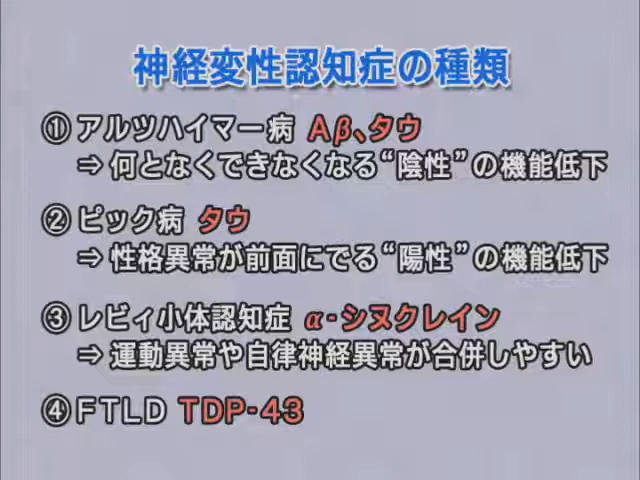 神経変性認知症の種類
① アルツハイマー病 Aβ、タウ
⇒ 何となくできなくなる“陰性”の機能低下
② ピック病 タウ
⇒ 性格異常が前面にでる“陽性”の機能低下
③ レビィ小体認知症 α-シヌクレイン
⇒ 運動異常や自律神経異常が合併しやすい
④ FTLD TDP-43